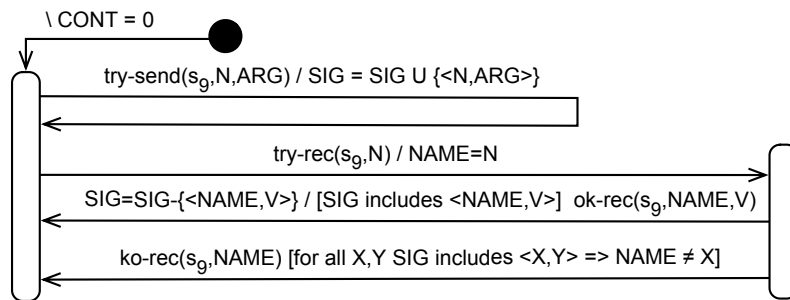 \ CONT = 0
try-send(s9,N,ARG) / SIG = SIG U {<N,ARG>}
try-rec(s9,N) / NAME=N
SIG=SIG-{<NAME,V>} / [SIG includes <NAME,V>] ok-rec(s9,NAME,V)
ko-rec(s9,NAME) [for all X,Y SIG includes <X,Y> => NAME ≠ X]